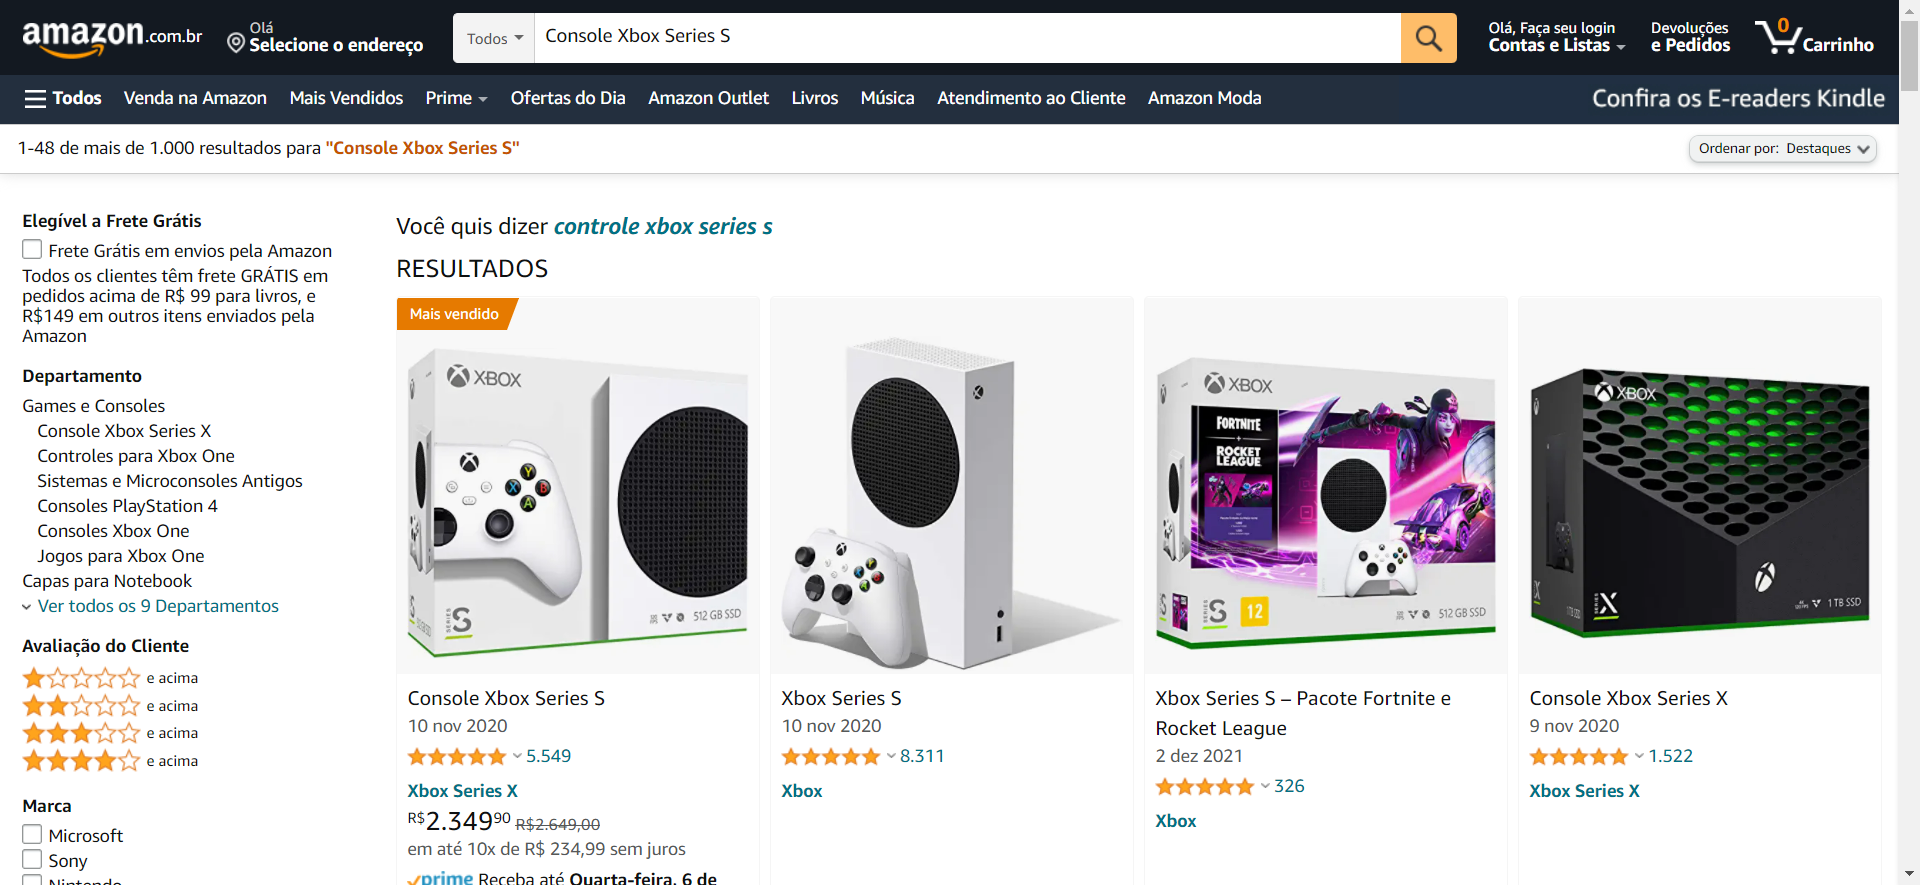 amazon.com.br
Olá
Selecione o endereço
Todos
Console Xbox Series S
Olá, Faça seu login
Contas e Listas
Devoluções
e Pedidos
0
Carrinho
Todos
Venda na Amazon
Mais Vendidos
Prime
Ofertas do Dia
Amazon Outlet
Livros
Música
Atendimento ao Cliente
Amazon Moda
Confira os E-readers Kindle
1-48 de mais de 1.000 resultados para "Console Xbox Series S"
Ordenar por: Destaques
Elegível a Frete Grátis
Frete Grátis em envios pela Amazon
Todos os clientes têm frete GRÁTIS em
pedidos acima de R$ 99 para livros, e
R$149 em outros itens enviados pela
Amazon
Departamento
Games e Consoles
Console Xbox Series X
Controles para Xbox One
Sistemas e Microconsoles Antigos
Consoles PlayStation 4
Consoles Xbox One
Jogos para Xbox One
Capas para Notebook
Ver todos os 9 Departamentos
Avaliação do Cliente
e acima
e acima
e acima
e acima
Marca
Microsoft
Sony
Nintendo
Você quis dizer controle xbox series s
RESULTADOS
Mais vendido
XBOX
Y
X
B
A
SERIES S
512 GB SSD
Console Xbox Series S
10 nov 2020
5.549
Xbox Series X
R$2.349,90 R$2.649,00
em até 10x de R$ 234,99 sem juros
prime Receba até Quarta-feira, 6 de
Xbox Series S
10 nov 2020
8.311
Xbox
XBOX
FORTNITE
+
ROCKET
LEAGUE
SERIES S
12
512 GB SSD
Xbox Series S – Pacote Fortnite e
Rocket League
2 dez 2021
326
Xbox
XBOX
SERIES X
1 TB SSD
Console Xbox Series X
9 nov 2020
1.522
Xbox Series X